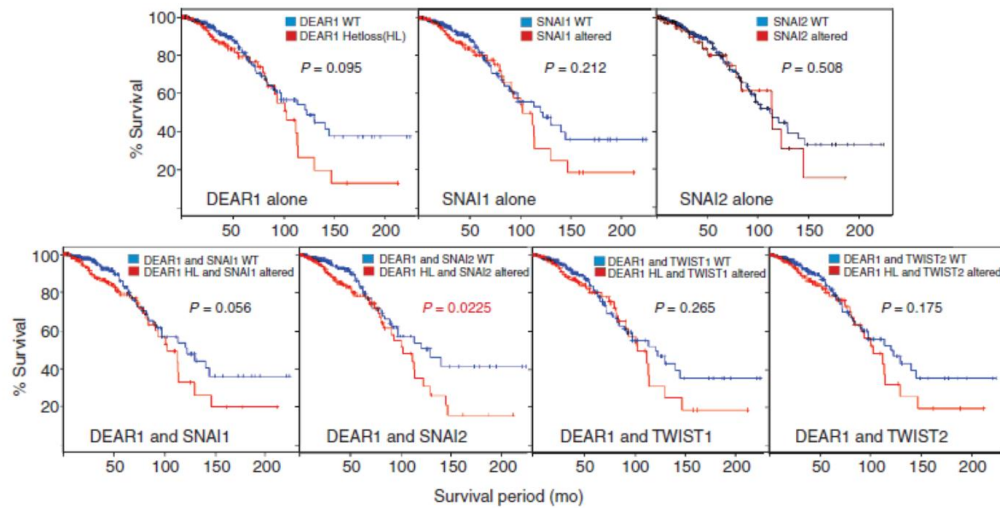 DEAR1 WT
DEAR1 Hetloss(HL)
P = 0.095
DEAR1 alone
SNAI1 WT
SNAI1 altered
P = 0.212
SNAI1 alone
SNAI2 WT
SNAI2 altered
P = 0.508
SNAI2 alone
% Survival
100
80
60
40
20
50 100 150 200
50 100 150 200
50 100 150 200
DEAR1 and SNAI1 WT
DEAR1 HL and SNAI1 altered
P = 0.056
DEAR1 and SNAI1
DEAR1 and SNAI2 WT
DEAR1 HL and SNAI2 altered
P = 0.0225
DEAR1 and SNAI2
DEAR1 and TWIST1 WT
DEAR1 HL and TWIST1 altered
P = 0.265
DEAR1 and TWIST1
DEAR1 and TWIST2 WT
DEAR1 HL and TWIST2 altered
P = 0.175
DEAR1 and TWIST2
% Survival
100
80
60
40
20
50 100 150 200
50 100 150 200
50 100 150 200
50 100 150 200
Survival period (mo)